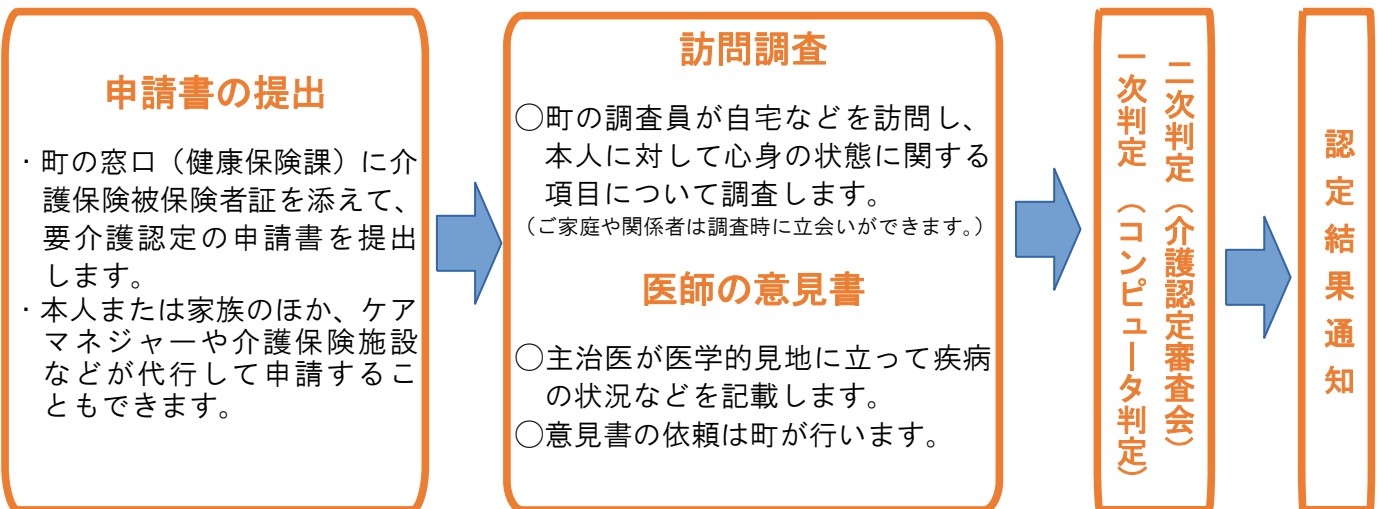 申請書の提出
・町の窓口（健康保険課）に介
護保険被保険者証を添えて、
要介護認定の申請書を提出
します。
・本人または家族のほか、ケア
マネジャーや介護保険施設
などが代行して申請するこ
ともできます。
訪問調査
○町の調査員が自宅などを訪問し、
本人に対して心身の状態に関する
項目について調査します。
（ご家庭や関係者は調査時に立会いができます。）
医師の意見書
○主治医が医学的見地に立って疾病
の状況などを記載します。
○意見書の依頼は町が行います。
一次判定（コンピュータ判定）
二次判定（介護認定審査会）
認定結果通知